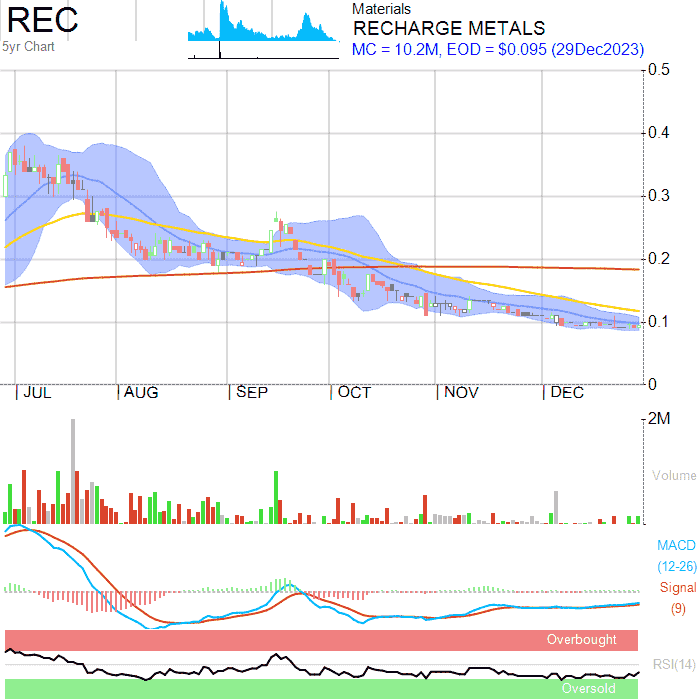 REC
5yr Chart
Materials
RECHARGE METALS
MC = 10.2M, EOD = $0.095 (29Dec2023)
0.5
0.4
0.3
0.2
0.1
0
JUL AUG SEP OCT NOV DEC
2M
Volume
MACD
(12-26)
Signal
(9)
Overbought
RSI(14)
Oversold